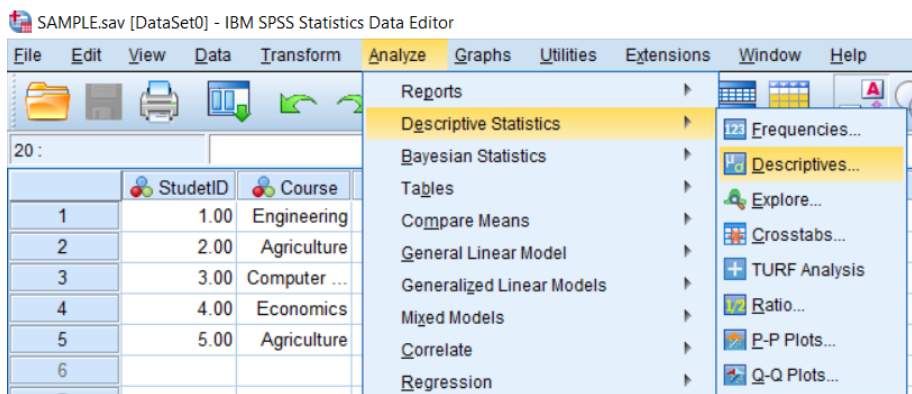 SAMPLE.sav [DataSet0] - IBM SPSS Statistics Data Editor
File Edit View Data Transform Analyze Graphs Utilities Extensions Window Help
Reports
Descriptive Statistics
Bayesian Statistics
Tables
Compare Means
General Linear Model
Generalized Linear Models
Mixed Models
Correlate
Regression
123 Frequencies...
Descriptives...
Explore...
Crosstabs...
TURF Analysis
1/2 Ratio...
P-P Plots...
Q-Q Plots...
A
20 :
StudetID Course
1 1.00 Engineering
2 2.00 Agriculture
3 3.00 Computer ...
4 4.00 Economics
5 5.00 Agriculture
6